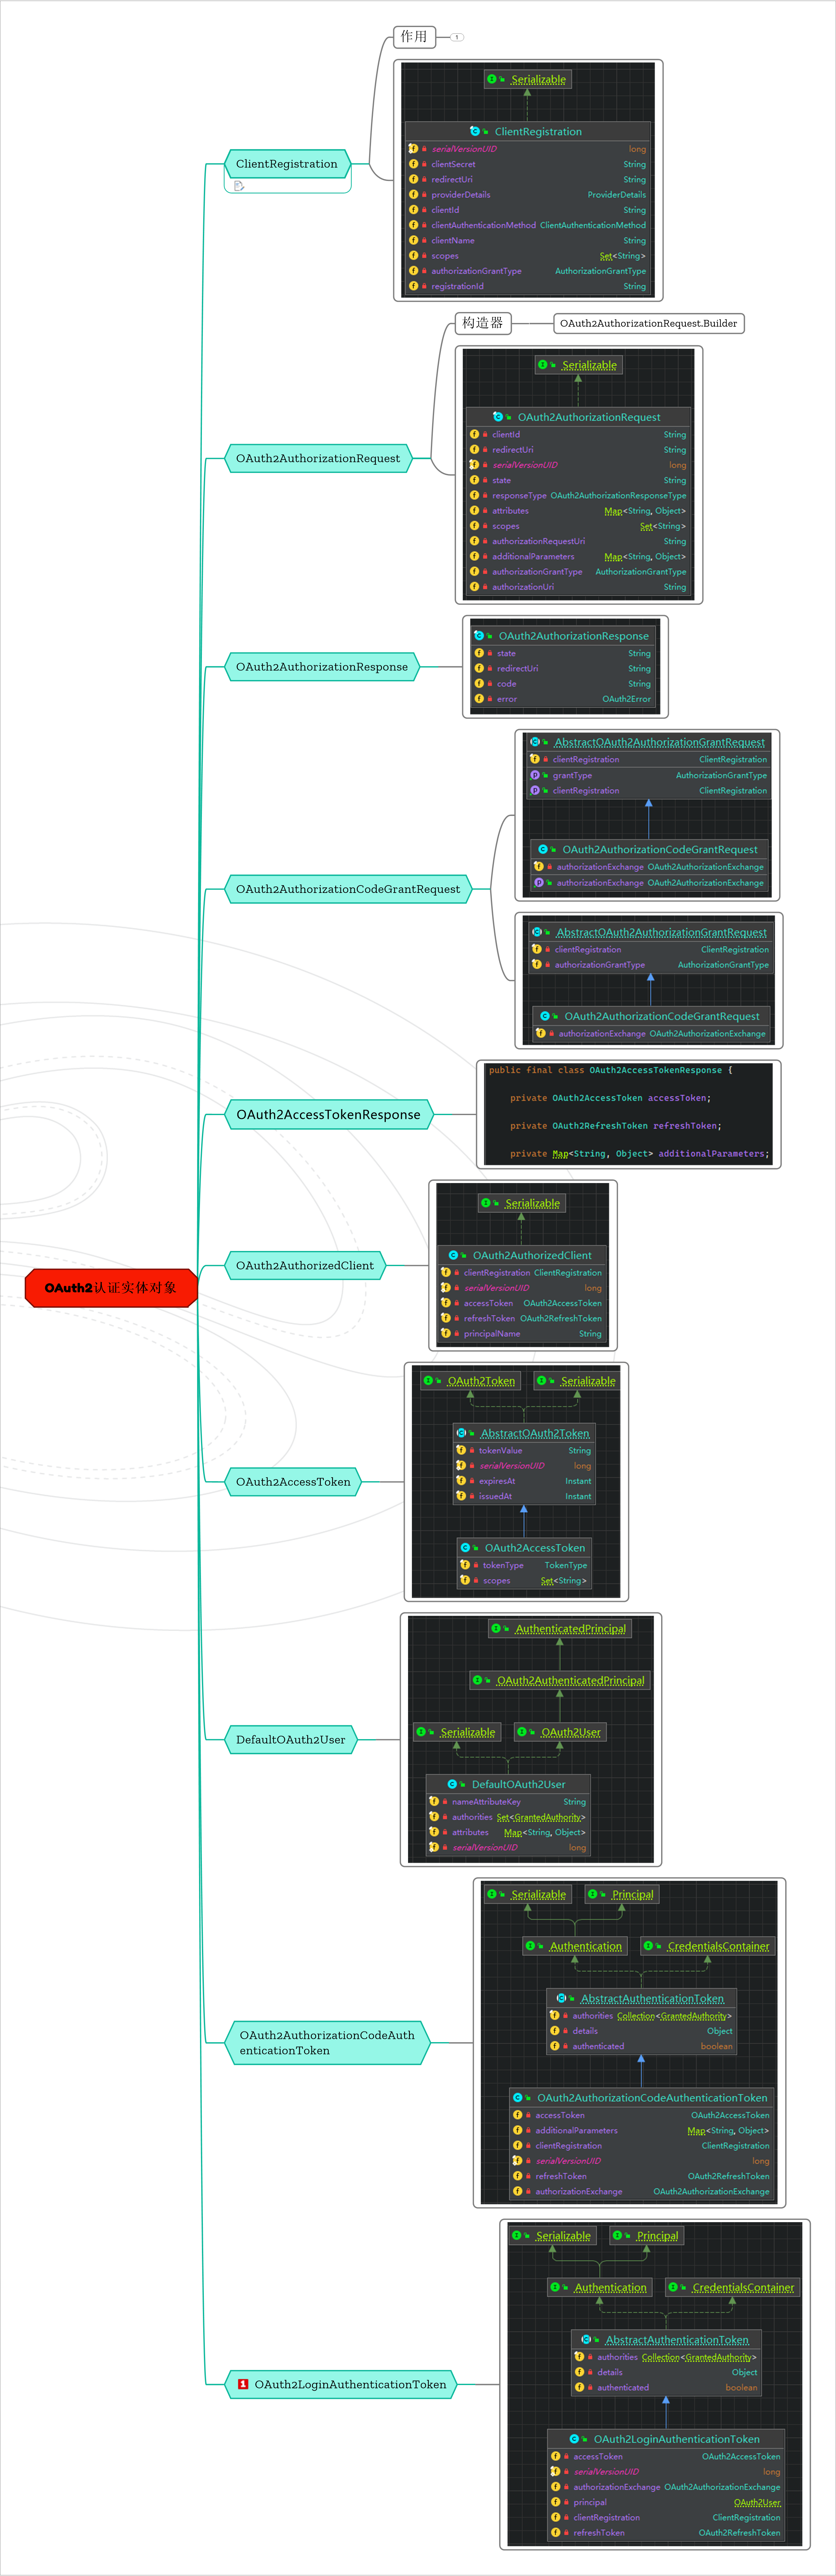 作用
1
Serializable
ClientRegistration
serialVersionUID long
clientSecret String
redirectUri String
providerDetails ProviderDetails
clientId String
clientAuthenticationMethod ClientAuthenticationMethod
clientName String
scopes Set<String>
authorizationGrantType AuthorizationGrantType
registrationId String
ClientRegistration
构造器
OAuth2AuthorizationRequest.Builder
Serializable
OAuth2AuthorizationRequest
clientId String
redirectUri String
serialVersionUID long
state String
responseType OAuth2AuthorizationResponseType
attributes Map<String, Object>
scopes Set<String>
authorizationRequestUri String
additionalParameters Map<String, Object>
authorizationGrantType AuthorizationGrantType
authorizationUri String
OAuth2AuthorizationRequest
OAuth2AuthorizationResponse
OAuth2AuthorizationResponse
state String
redirectUri String
code String
error OAuth2Error
AbstractOAuth2AuthorizationGrantRequest
clientRegistration ClientRegistration
grantType AuthorizationGrantType
clientRegistration ClientRegistration
OAuth2AuthorizationCodeGrantRequest
authorizationExchange OAuth2AuthorizationExchange
authorizationExchange OAuth2AuthorizationExchange
OAuth2AuthorizationCodeGrantRequest
AbstractOAuth2AuthorizationGrantRequest
clientRegistration ClientRegistration
authorizationGrantType AuthorizationGrantType
OAuth2AuthorizationCodeGrantRequest
authorizationExchange OAuth2AuthorizationExchange
OAuth2AccessTokenResponse
public final class OAuth2AccessTokenResponse {
private OAuth2AccessToken accessToken;
private OAuth2RefreshToken refreshToken;
private Map<String, Object> additionalParameters;
OAuth2AuthorizedClient
Serializable
OAuth2AuthorizedClient
clientRegistration ClientRegistration
serialVersionUID long
accessToken OAuth2AccessToken
refreshToken OAuth2RefreshToken
principalName String
OAuth2认证实体对象
OAuth2AccessToken
OAuth2Token Serializable
AbstractOAuth2Token
tokenValue String
serialVersionUID long
expiresAt Instant
issuedAt Instant
OAuth2AccessToken
tokenType TokenType
scopes Set<String>
DefaultOAuth2User
AuthenticatedPrincipal
OAuth2AuthenticatedPrincipal
Serializable OAuth2User
DefaultOAuth2User
nameAttributeKey String
authorities Set<GrantedAuthority>
attributes Map<String, Object>
serialVersionUID long
OAuth2AuthorizationCodeAuth
enticationToken
Serializable Principal
Authentication CredentialsContainer
AbstractAuthenticationToken
authorities Collection<GrantedAuthority>
details Object
authenticated boolean
OAuth2AuthorizationCodeAuthenticationToken
accessToken OAuth2AccessToken
additionalParameters Map<String, Object>
clientRegistration ClientRegistration
serialVersionUID long
refreshToken OAuth2RefreshToken
authorizationExchange OAuth2AuthorizationExchange
1 OAuth2LoginAuthenticationToken
Serializable Principal
Authentication CredentialsContainer
AbstractAuthenticationToken
authorities Collection<GrantedAuthority>
details Object
authenticated boolean
OAuth2LoginAuthenticationToken
accessToken OAuth2AccessToken
serialVersionUID long
authorizationExchange OAuth2AuthorizationExchange
principal OAuth2User
clientRegistration ClientRegistration
refreshToken OAuth2RefreshToken